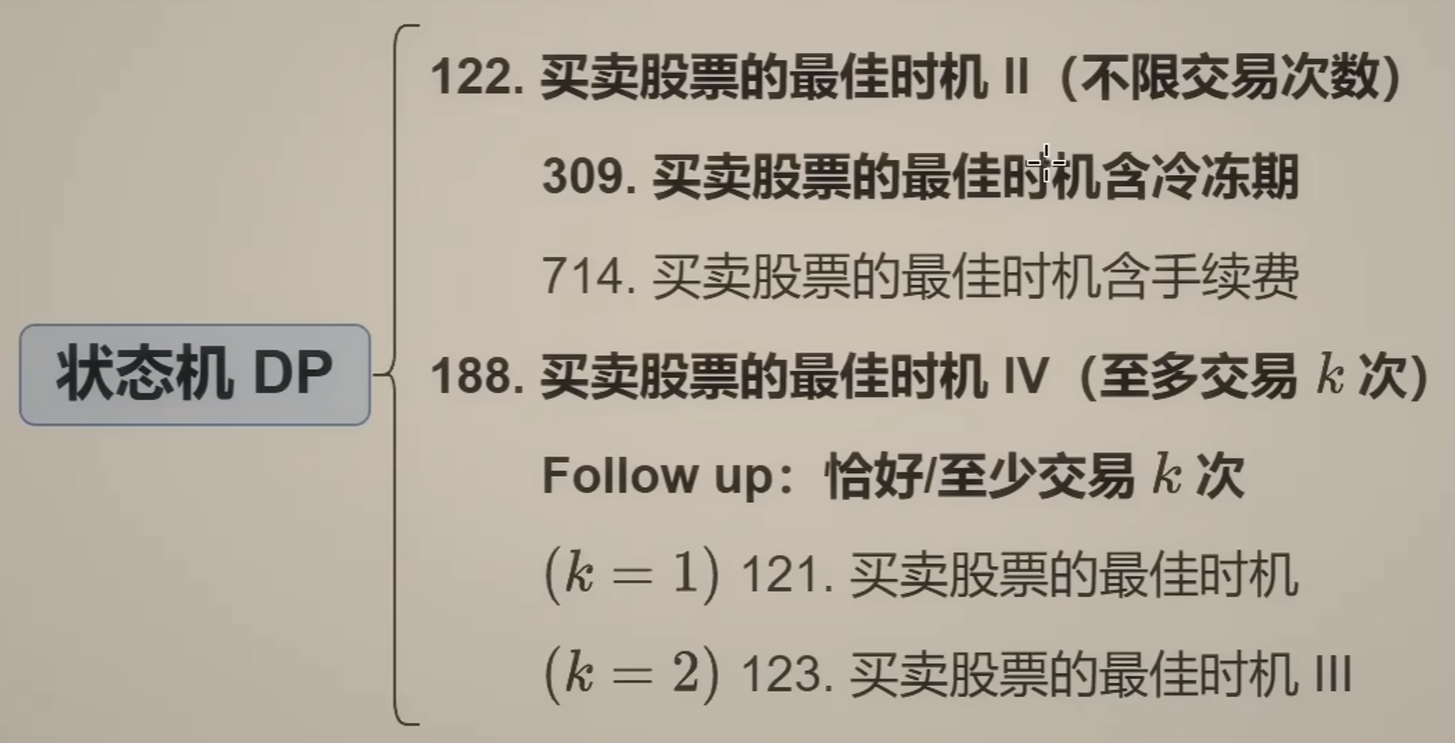 状态机 DP
122. 买卖股票的最佳时机 II（不限交易次数）
309. 买卖股票的最佳时机含冷冻期
714. 买卖股票的最佳时机含手续费
188. 买卖股票的最佳时机 IV（至多交易 k 次）
Follow up：恰好/至少交易 k 次
(k = 1) 121. 买卖股票的最佳时机
(k = 2) 123. 买卖股票的最佳时机 III